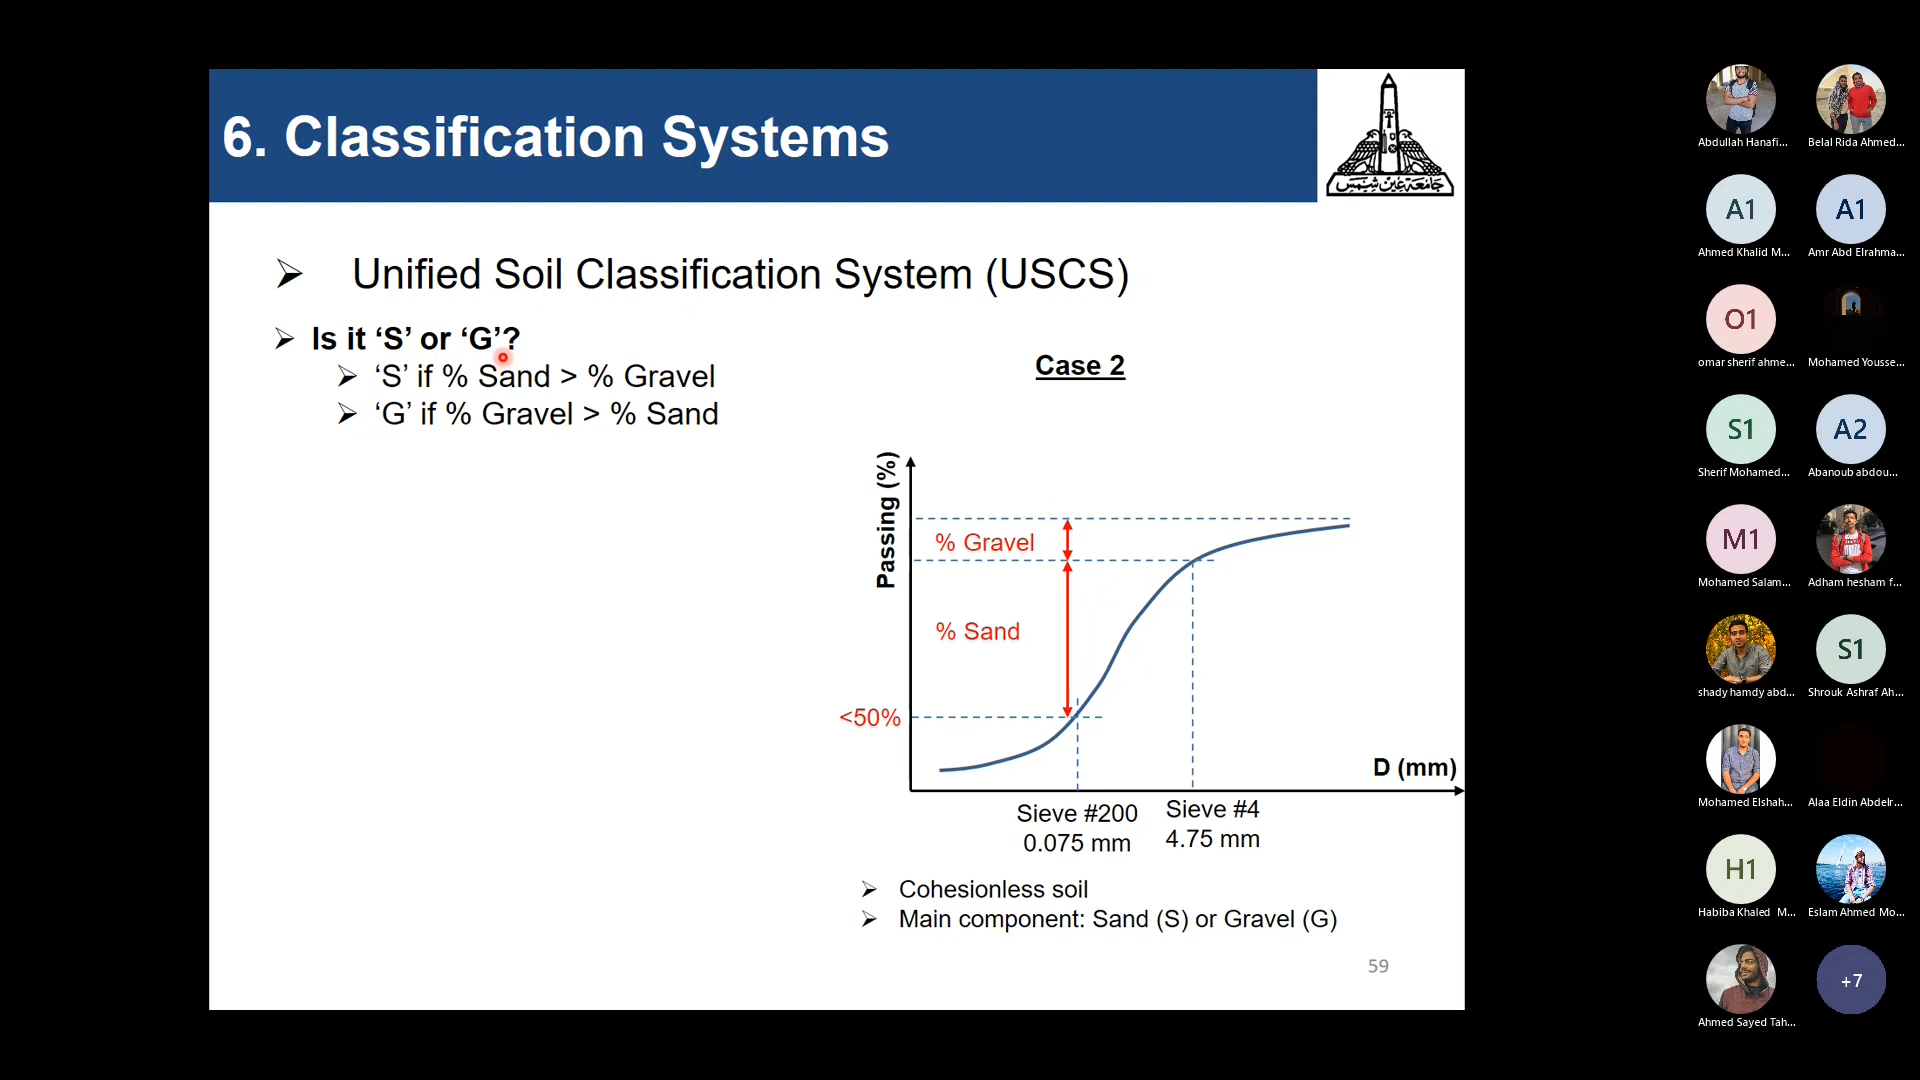 6. Classification Systems
جامعة عين شمس
➢ Unified Soil Classification System (USCS)
➢ Is it ‘S’ or ‘G’?
➢ ‘S’ if % Sand > % Gravel
➢ ‘G’ if % Gravel > % Sand
Case 2
Passing (%)
% Gravel
% Sand
<50%
D (mm)
Sieve #200
0.075 mm
Sieve #4
4.75 mm
➢ Cohesionless soil
➢ Main component: Sand (S) or Gravel (G)
59
Abdullah Hanafi...
Belal Rida Ahmed...
A1
Ahmed Khalid M...
A1
Amr Abd Elrahma...
O1
omar sherif ahme...
Mohamed Yousse...
S1
Sherif Mohamed...
A2
Abanoub abdou...
M1
Mohamed Salam...
Adham hesham f...
shady hamdy abd...
S1
Shrouk Ashraf Ah...
Mohamed Elshah...
Alaa Eldin Abdelr...
H1
Habiba Khaled M...
Eslam Ahmed Mo...
Ahmed Sayed Tah...
+7